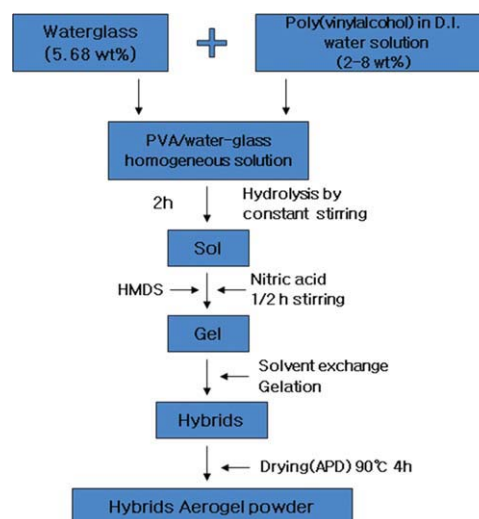 Waterglass
(5.68 wt%)
+
Poly(vinylalcohol) in D.I.
water solution
(2-8 wt%)
PVA/water-glass
homogeneous solution
2h
Hydrolysis by
constant stirring
Sol
HMDS
Nitric acid
1/2 h stirring
Gel
Solvent exchange
Gelation
Hybrids
Drying(APD) 90℃ 4h
Hybrids Aerogel powder